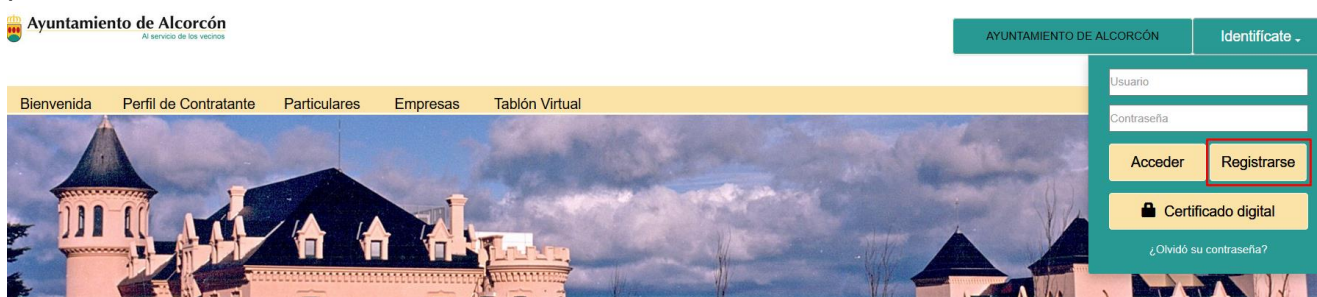 Ayuntamiento de Alcorcón
Al servicio de los vecinos
AYUNTAMIENTO DE ALCORCÓN
Identifícate
Usuario
Contraseña
Acceder
Registrarse
Certificado digital
¿Olvidó su contraseña?
Bienvenida Perfil de Contratante Particulares Empresas Tablón Virtual